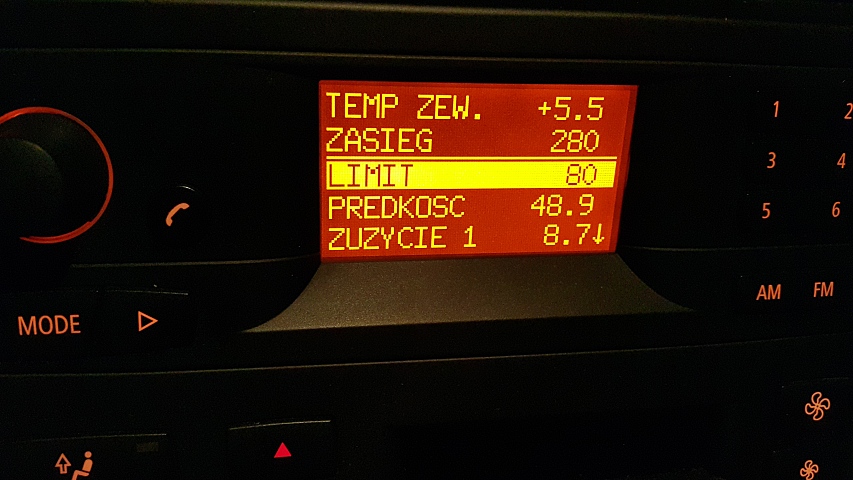 TEMP ZEW. +5.5
ZASIEG 280
LIMIT 80
PREDKOSC 48.9
ZUZYCIE 1 8.7↓
1 2
3 4
5 6
AM FM
MODE